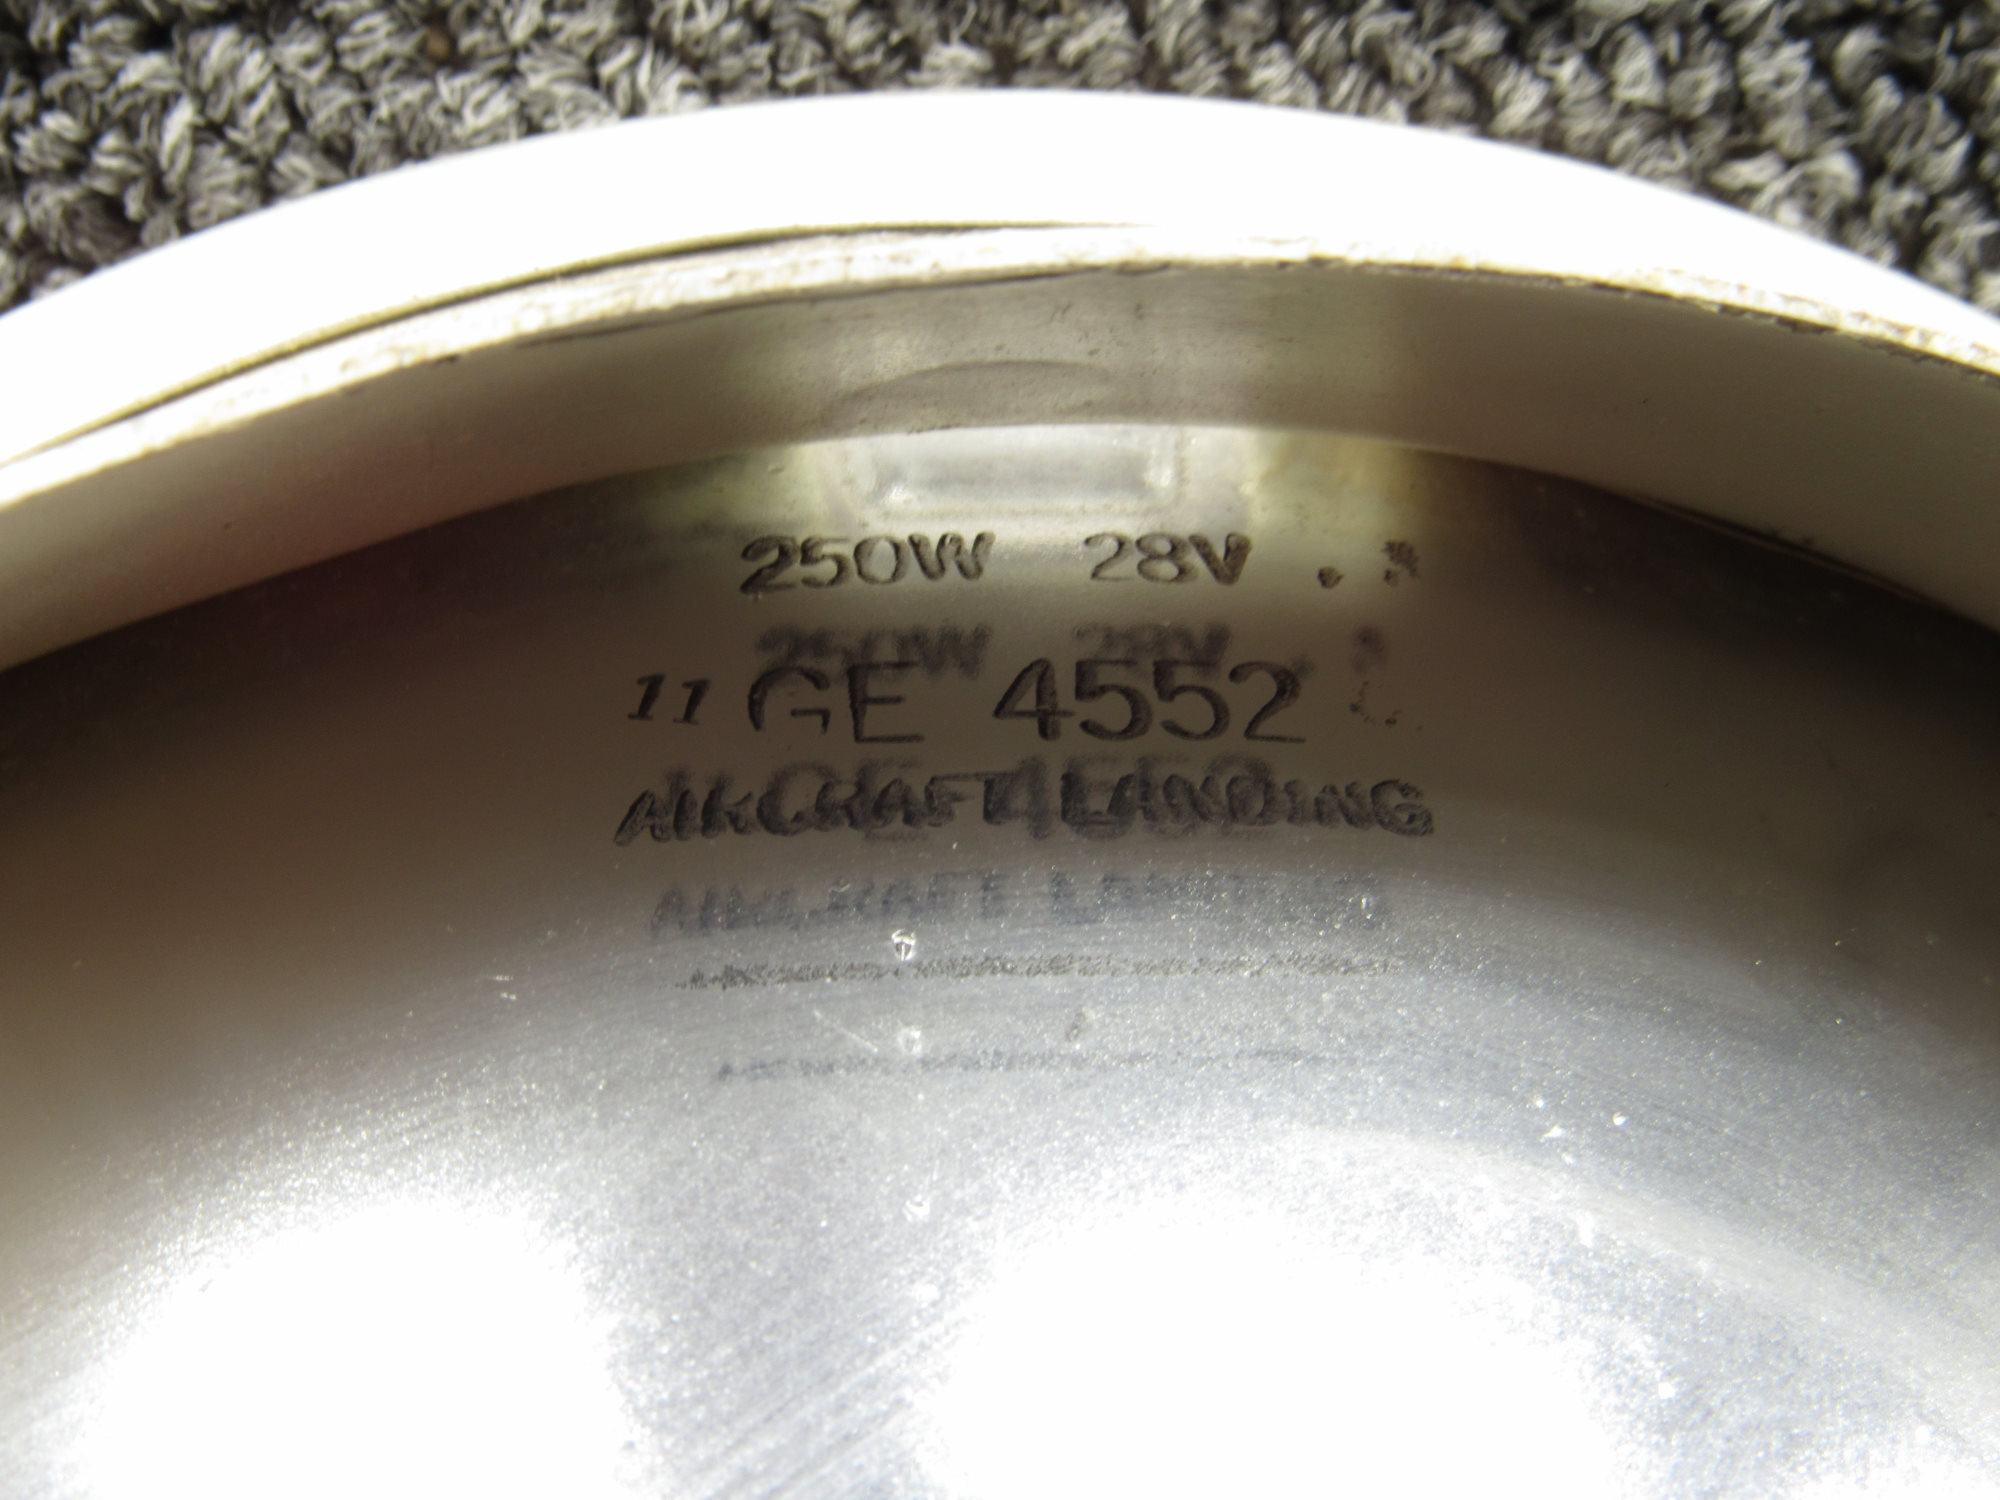 250W 28V
11 GE 4552
AIRCRAFT LANDING